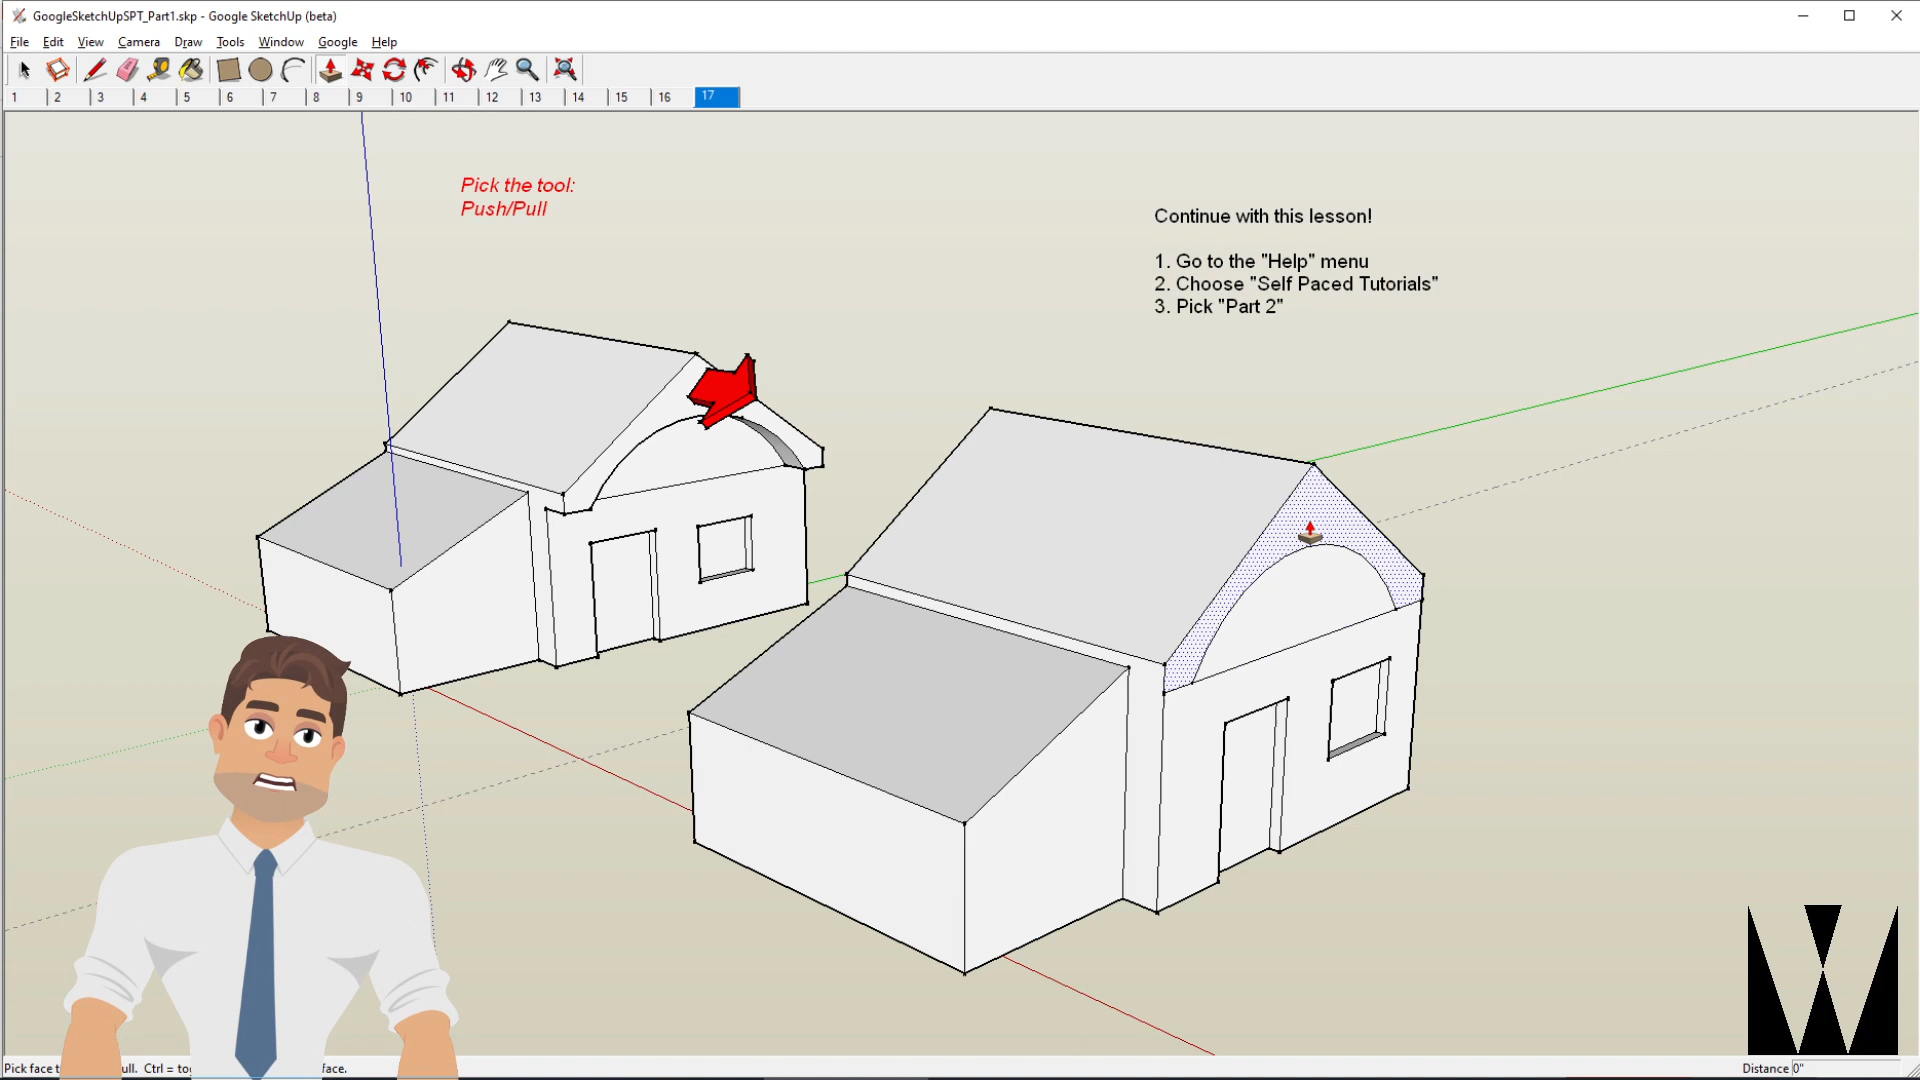 GoogleSketchUpSPT_Part1.skp - Google SketchUp (beta)
File Edit View Camera Draw Tools Window Google Help
1 2 3 4 5 6 7 8 9 10 11 12 13 14 15 16 17
Pick the tool:
Push/Pull
Continue with this lesson!
1. Go to the "Help" menu
2. Choose "Self Paced Tutorials"
3. Pick "Part 2"
W
Pick face ull. Ctrl = face.
Distance 0"